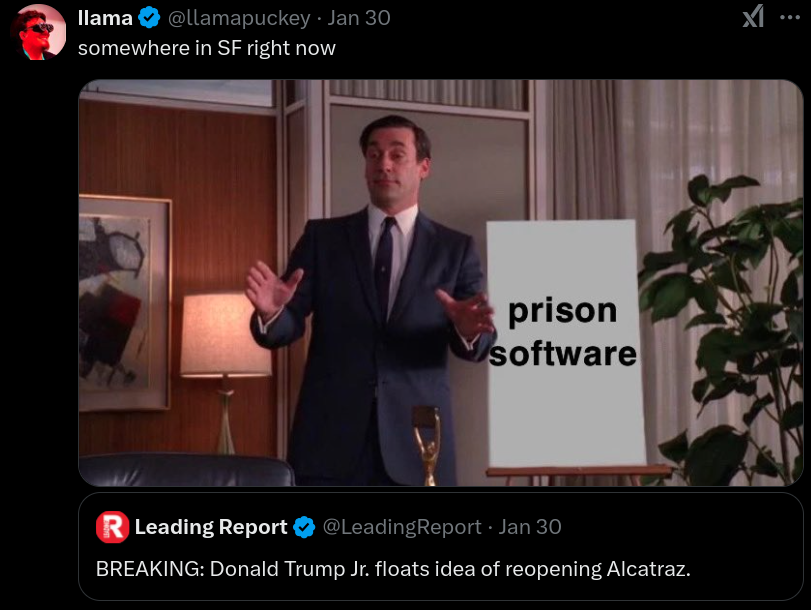 llama @llamapuckey · Jan 30
somewhere in SF right now
prison
software
Leading Report @LeadingReport · Jan 30
BREAKING: Donald Trump Jr. floats idea of reopening Alcatraz.